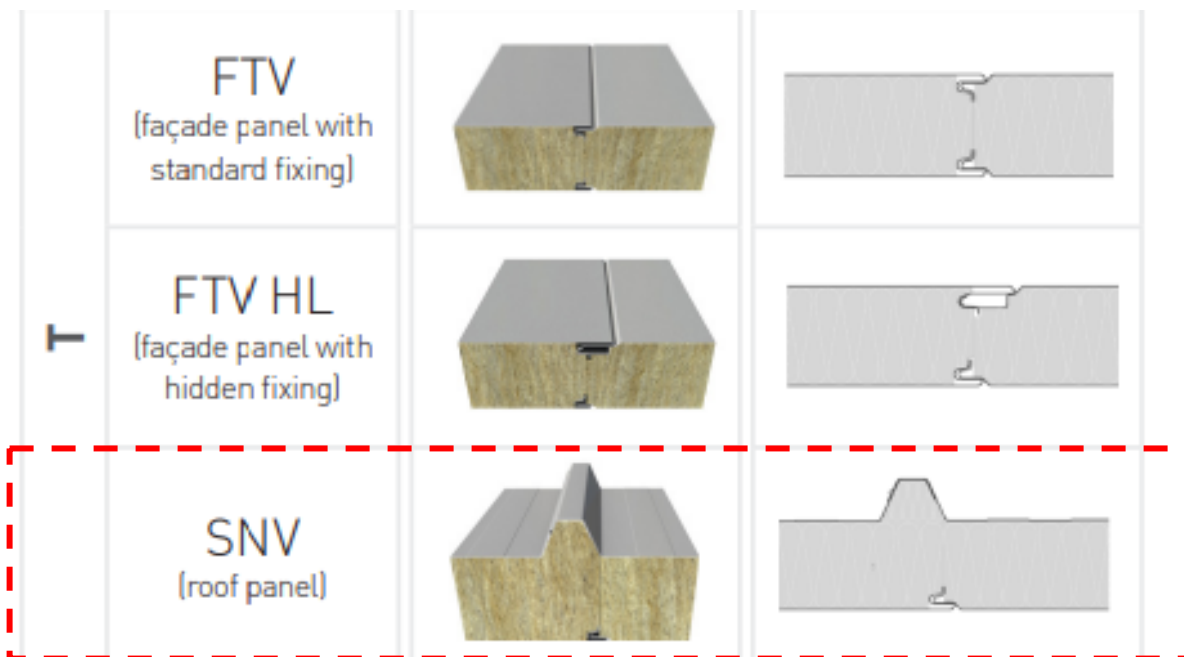 FTV
(façade panel with
standard fixing)
FTV HL
(façade panel with
hidden fixing)
T
SNV
(roof panel)